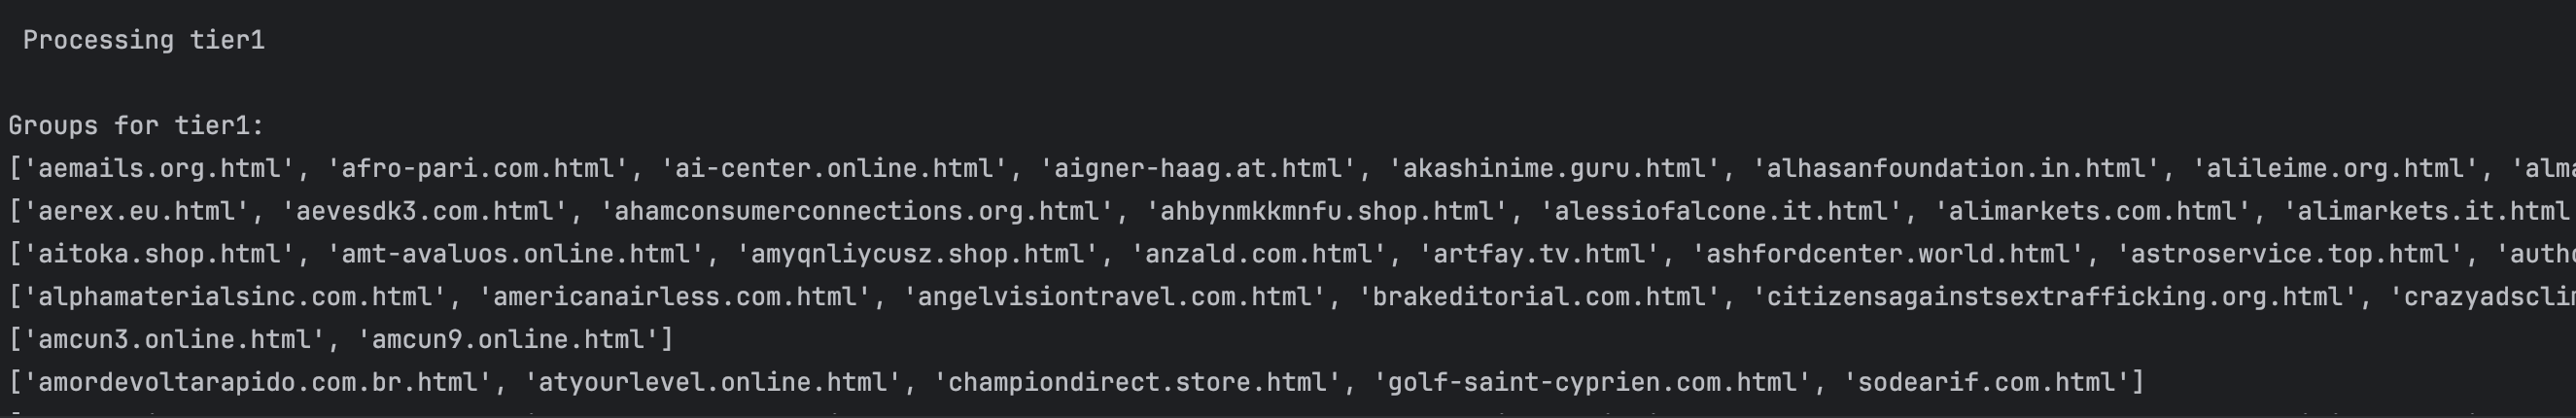 Processing tier1
Groups for tier1:
['aemails.org.html', 'afro-pari.com.html', 'ai-center.online.html', 'aigner-haag.at.html', 'akashinime.guru.html', 'alhasanfoundation.in.html', 'alileime.org.html', 'alma
['aerex.eu.html', 'aevesdk3.com.html', 'ahamconsumerconnections.org.html', 'ahbynmkkmnfu.shop.html', 'alessiofalcone.it.html', 'alimarkets.com.html', 'alimarkets.it.html
['aitoka.shop.html', 'amt-avaluos.online.html', 'amyqnliycusz.shop.html', 'anzald.com.html', 'artfay.tv.html', 'ashfordcenter.world.html', 'astroservice.top.html', 'autho
['alphamaterialsinc.com.html', 'americanairless.com.html', 'angelvisiontravel.com.html', 'brakeditorial.com.html', 'citizensagainstsextrafficking.org.html', 'crazyadsclin
['amcun3.online.html', 'amcun9.online.html']
['amordevoltarapido.com.br.html', 'atyourlevel.online.html', 'championdirect.store.html', 'golf-saint-cyprien.com.html', 'sodearif.com.html']